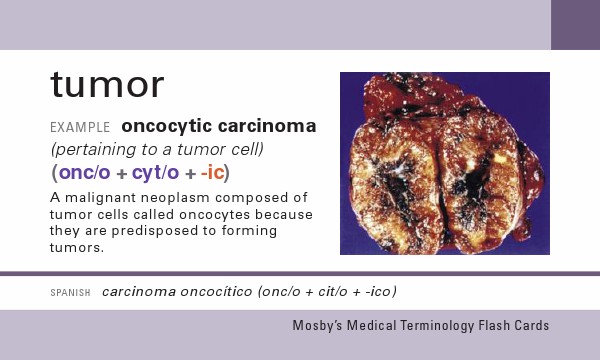 tumor
EXAMPLE oncocytic carcinoma
(pertaining to a tumor cell)
(onc/o + cyt/o + -ic)
A malignant neoplasm composed of
tumor cells called oncocytes because
they are predisposed to forming
tumors.
SPANISH carcinoma oncocítico (onc/o + cit/o + -ico)
Mosby's Medical Terminology Flash Cards